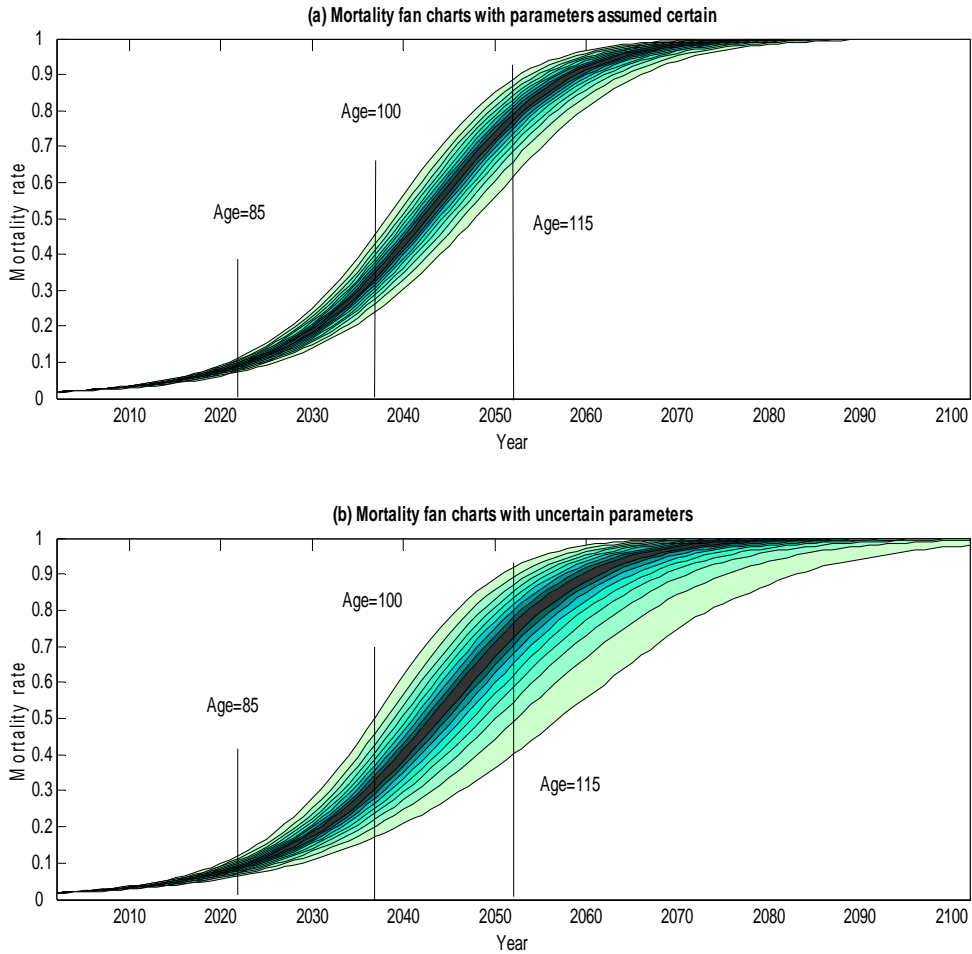 (a) Mortality fan charts with parameters assumed certain
1
0.9
0.8
0.7
0.6
0.5
0.4
0.3
0.2
0.1
0
Mortality rate
Age=85
Age=100
Age=115
2010 2020 2030 2040 2050 2060 2070 2080 2090 2100
Year
(b) Mortality fan charts with uncertain parameters
1
0.9
0.8
0.7
0.6
0.5
0.4
0.3
0.2
0.1
0
Mortality rate
Age=85
Age=100
Age=115
2010 2020 2030 2040 2050 2060 2070 2080 2090 2100
Year